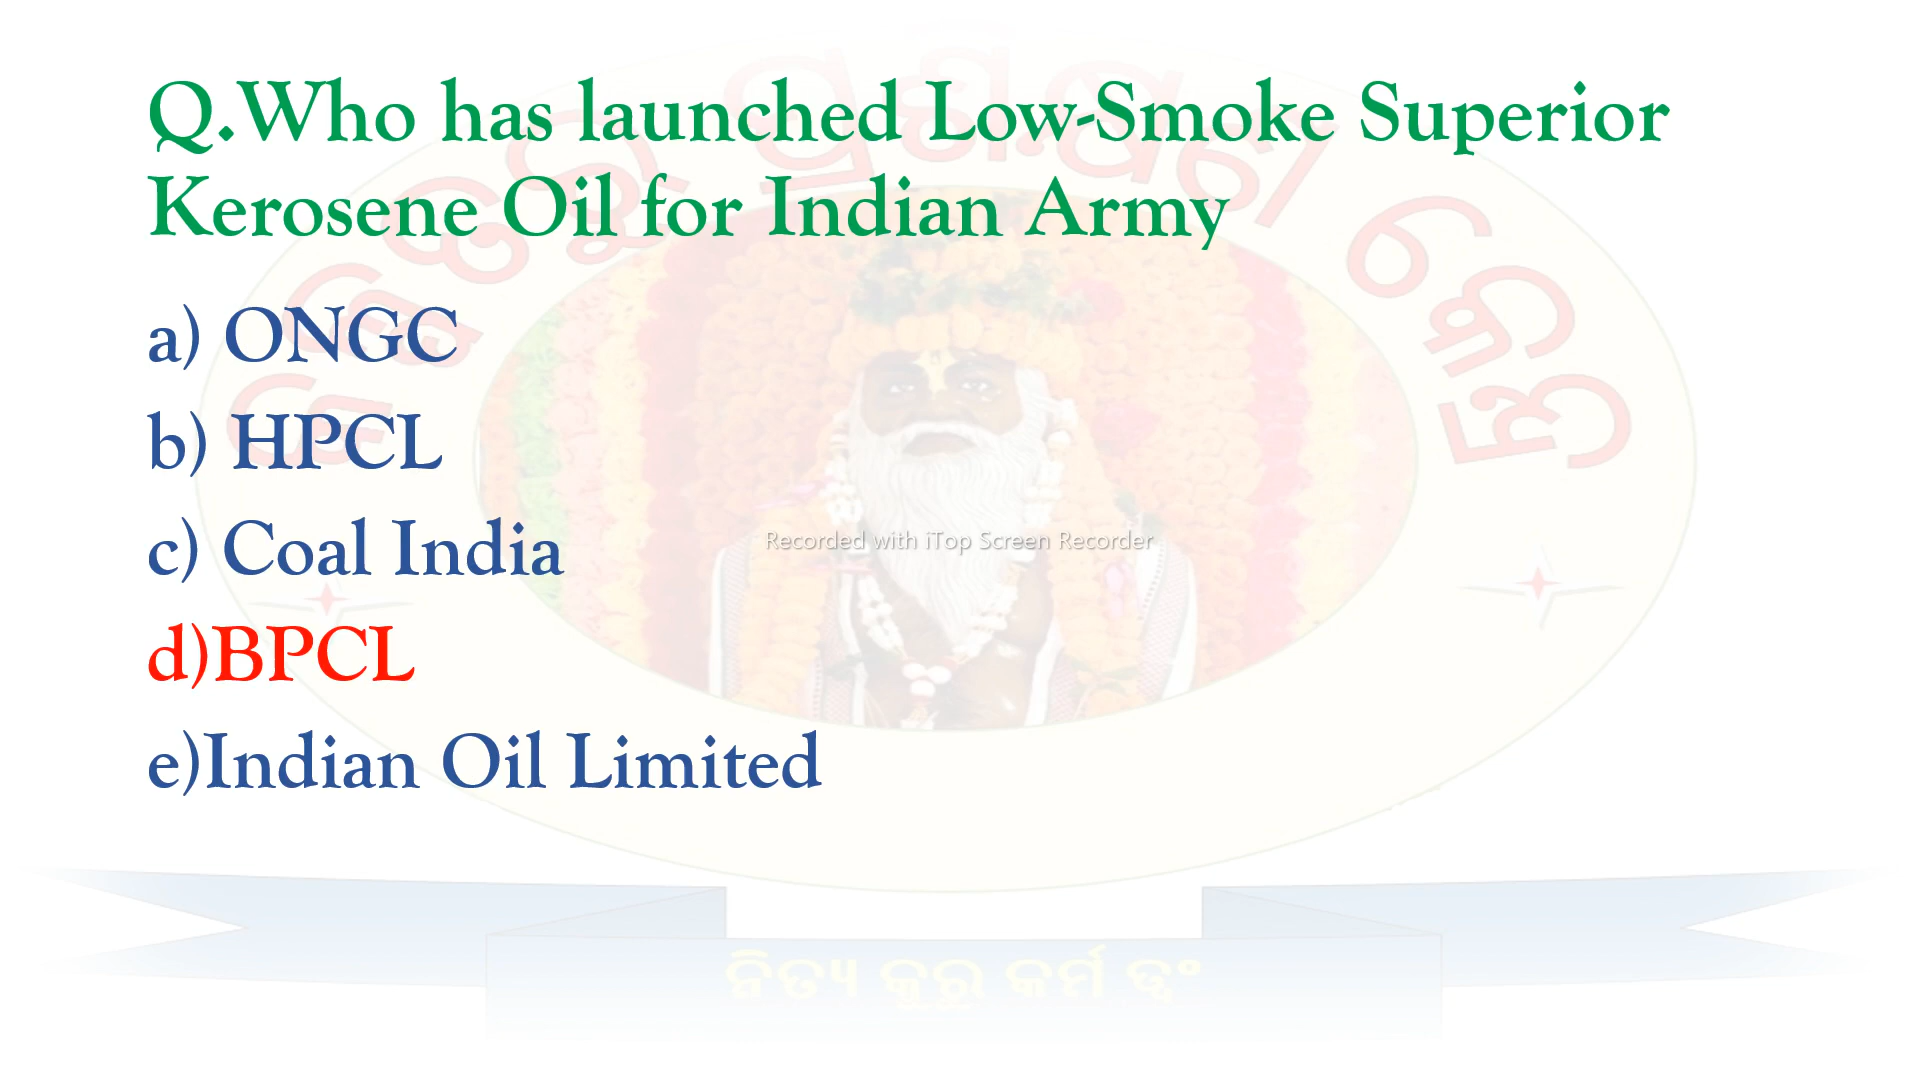 Q.Who has launched Low-Smoke Superior
Kerosene Oil for Indian Army
a) ONGC
b) HPCL
c) Coal India
d)BPCL
e)Indian Oil Limited
Recorded with iTop Screen Recorder
ନିତ୍ୟ କୁରୁ କର୍ମ ତ୍ୱଂ